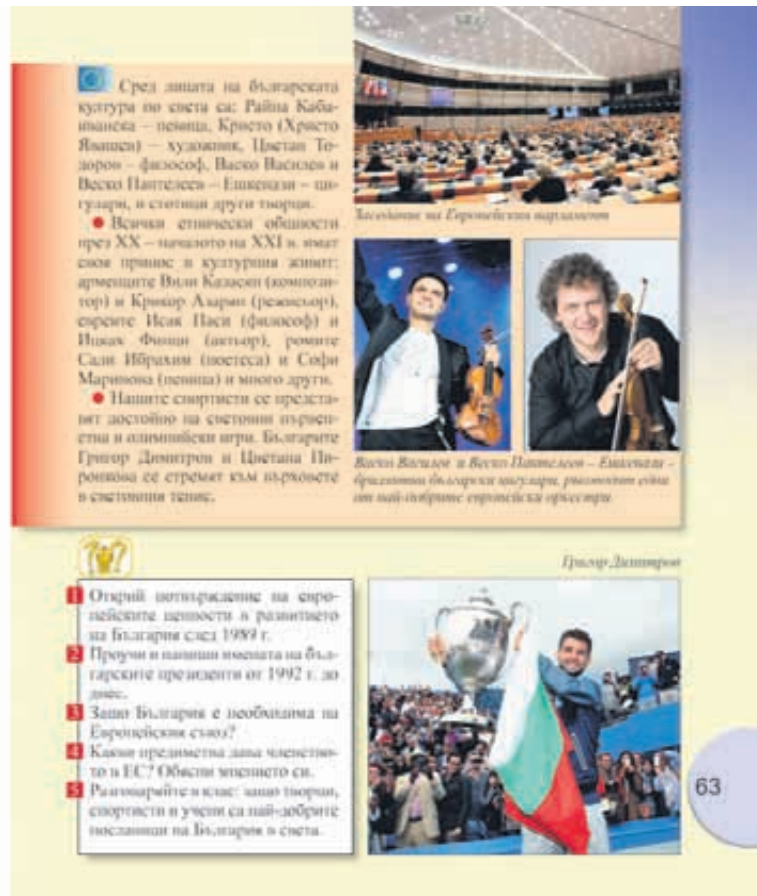 Сред лицата на българската
култура по света са: Райна Каба-
иванска – певица, Кристо (Христо
Явашев) – художник, Цветан То-
доров – философ, Васко Василев и
Веско Пантелеев – Ешкенази – ци-
гулари, и стотици други творци.
● Всички етнически общности
през XX – началото на XXI в. имат
своя принос в културния живот:
арменците Вили Казасян (компози-
тор) и Крикор Азарян (режисьор),
евреите Исак Паси (философ) и
Ицхак Финци (актьор), ромите
Сали Ибрахим (поетеса) и Софи
Маринова (певица) и много други.
● Нашите спортисти се предста-
вят достойно на световни първен-
ства и олимпийски игри. Българите
Григор Димитров и Цветана Пи-
ронкова се стремят към върховете
в световния тенис.
Заседание на Европейския парламент
Васко Василев и Веско Пантелеев – Ешкенази –
брилянтни български цигулари, ръководят едни
от най-добрите европейски оркестри.
Григор Димитров
1 Открий потвърждение на евро-
пейските ценности в развитието
на България след 1989 г.
2 Проучи и напиши имената на бъл-
гарските президенти от 1992 г. до
днес.
3 Защо България е необходима на
Европейския съюз?
4 Какви предимства дава членство-
то в ЕС? Обясни мнението си.
5 Разговаряйте в клас: защо творци,
спортисти и учени са най-добрите
посланици на България в света.
63